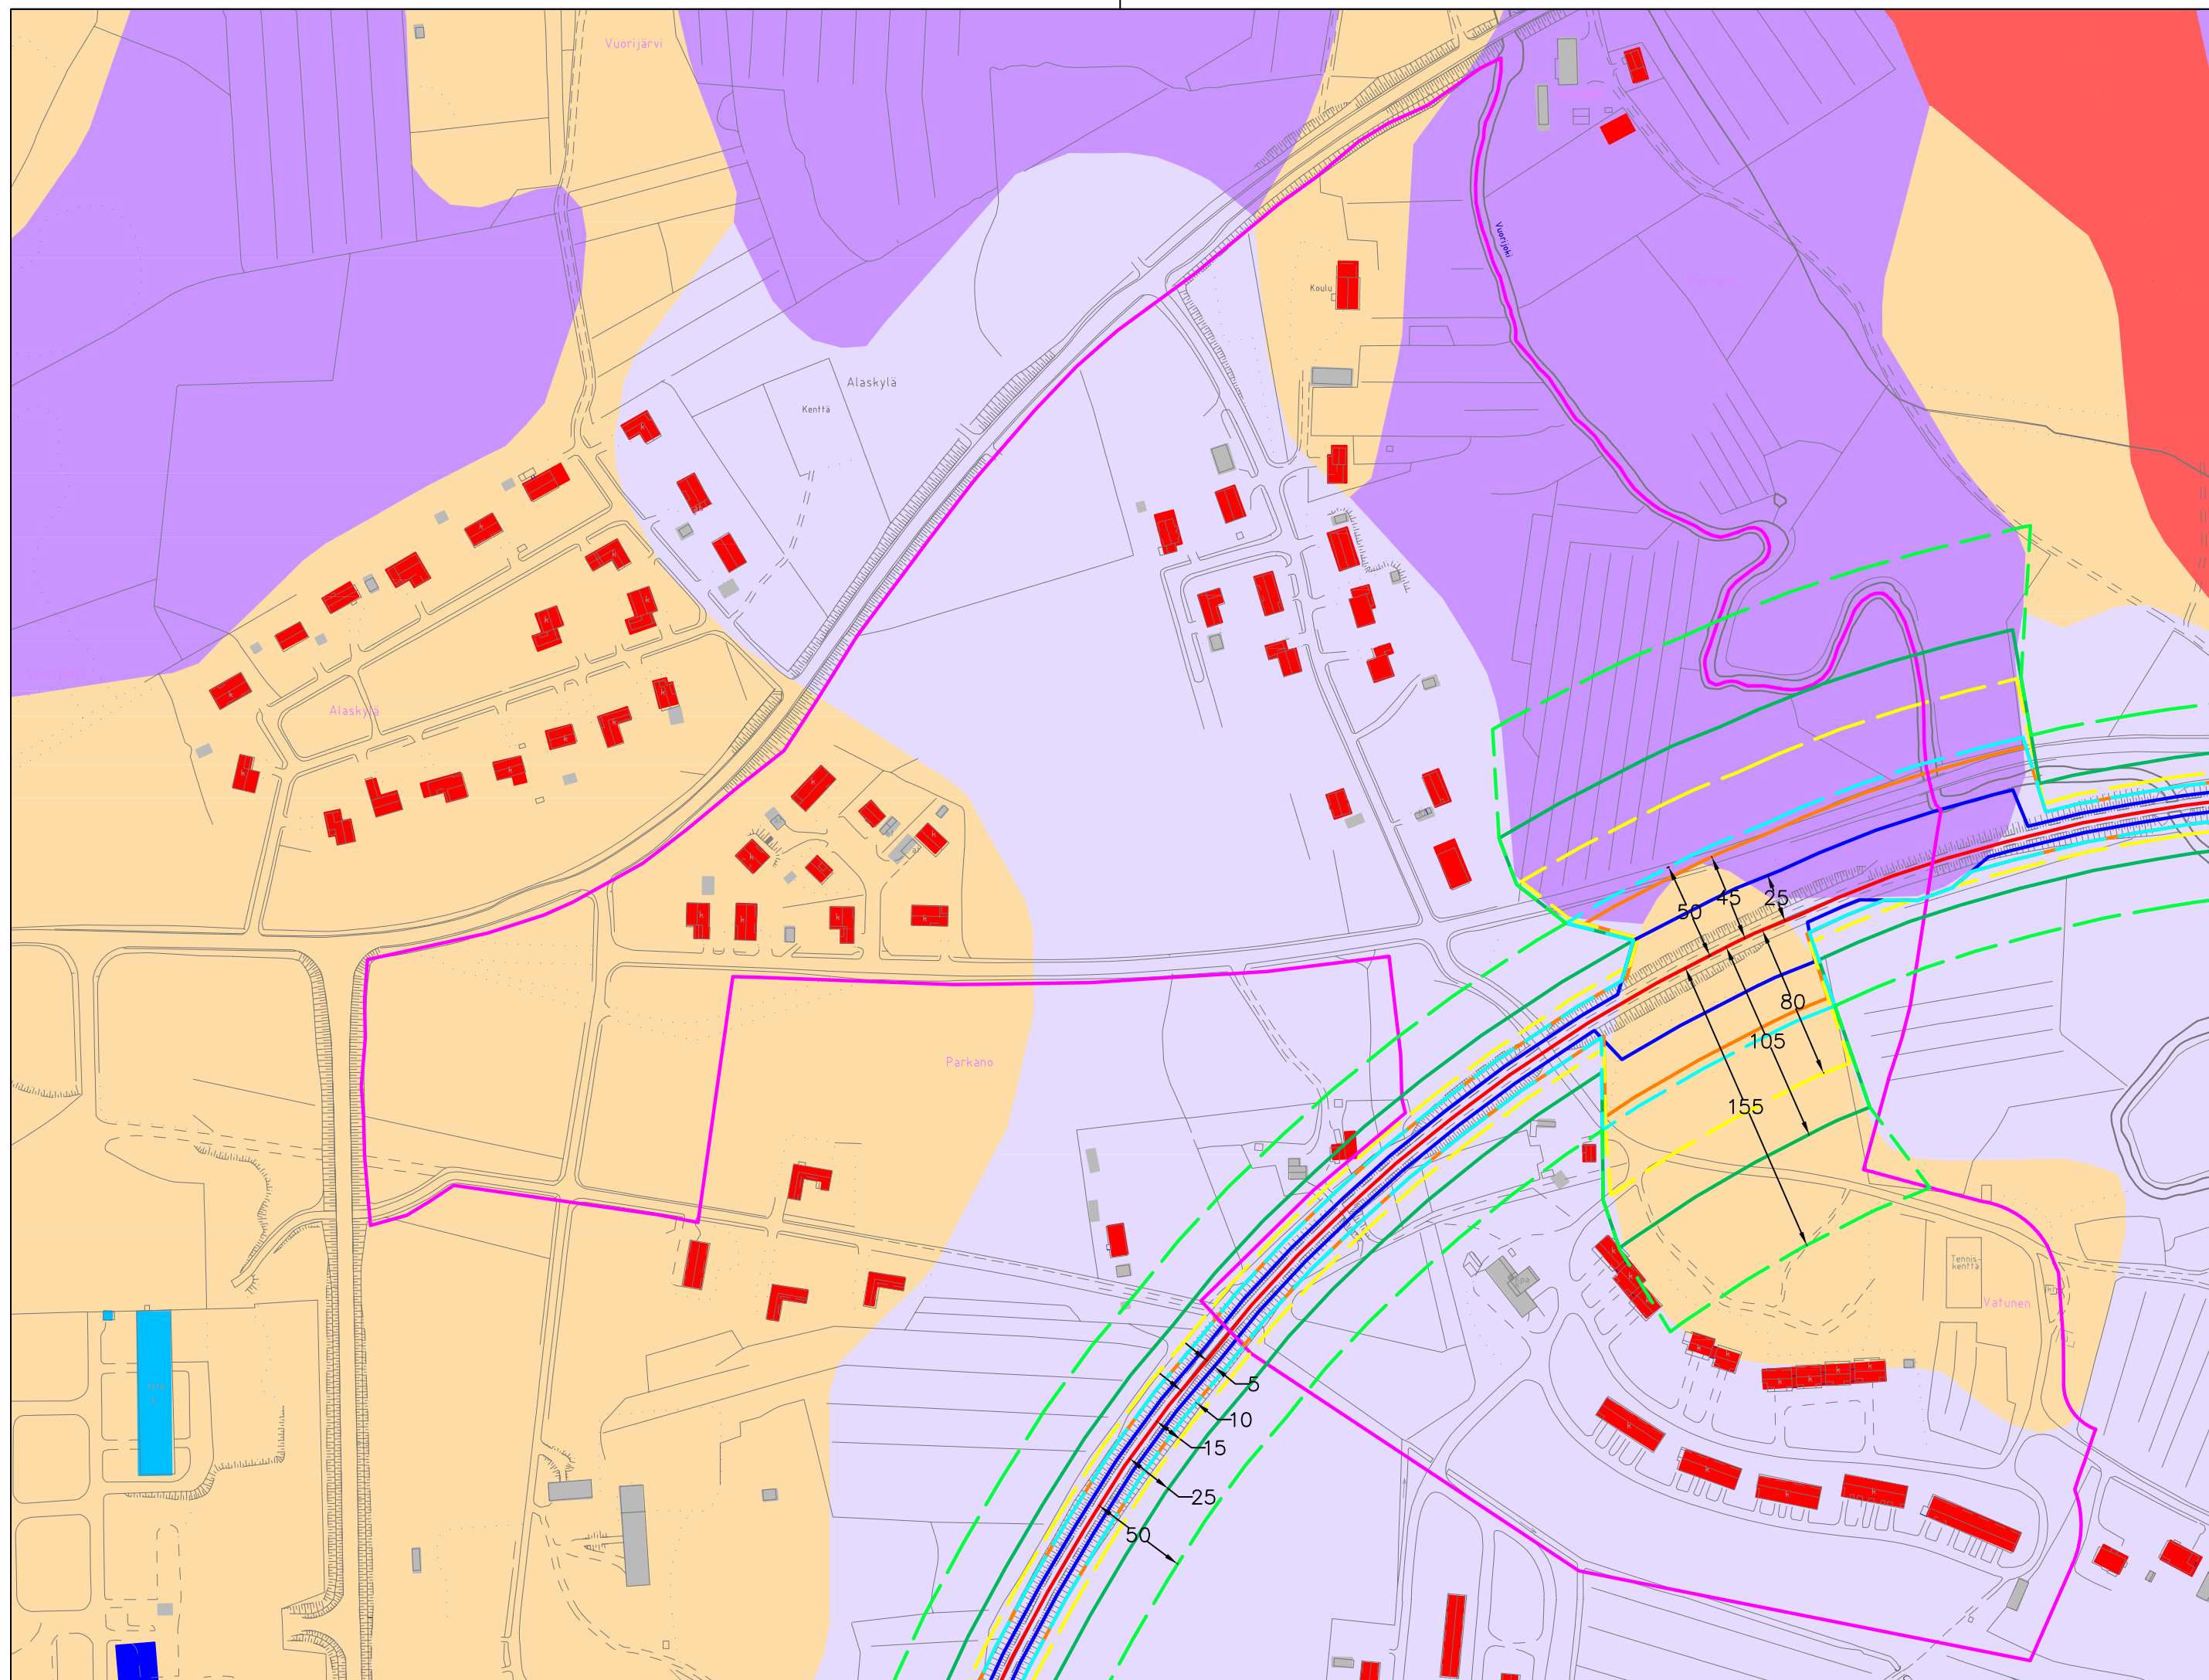 Vuorijärvi
Vuorijoki
Koulu
Alaskylä
Kenttä
Alaskylä
50
45
25
80
105
155
Parkano
Tennis-
kenttä
Vatunen
5
10
15
25
50